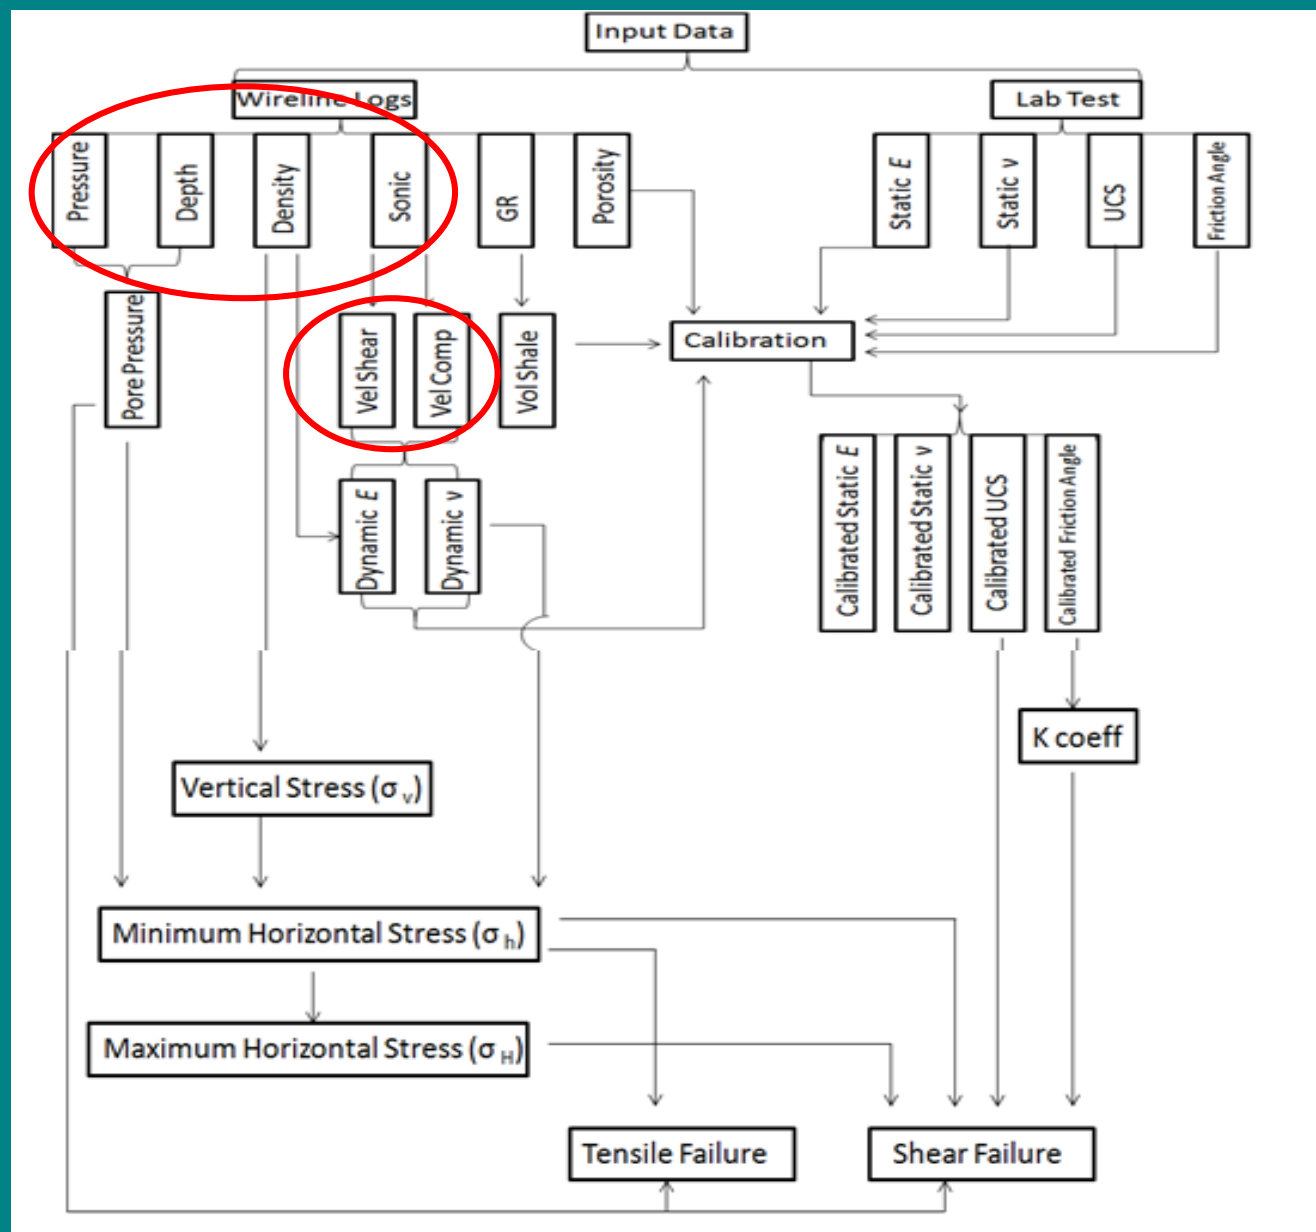 Input Data
Wireline Logs
Lab Test
Pressure
Depth
Density
Sonic
GR
Porosity
Static E
Static v
UCS
Friction Angle
Pore Pressure
Vel Shear
Vel Comp
Vol Shale
Calibration
Dynamic E
Dynamic v
Calibrated Static E
Calibrated Static v
Calibrated UCS
Calibrated Friction Angle
K coeff
Vertical Stress (σ v)
Minimum Horizontal Stress (σ h)
Maximum Horizontal Stress (σ H)
Tensile Failure
Shear Failure